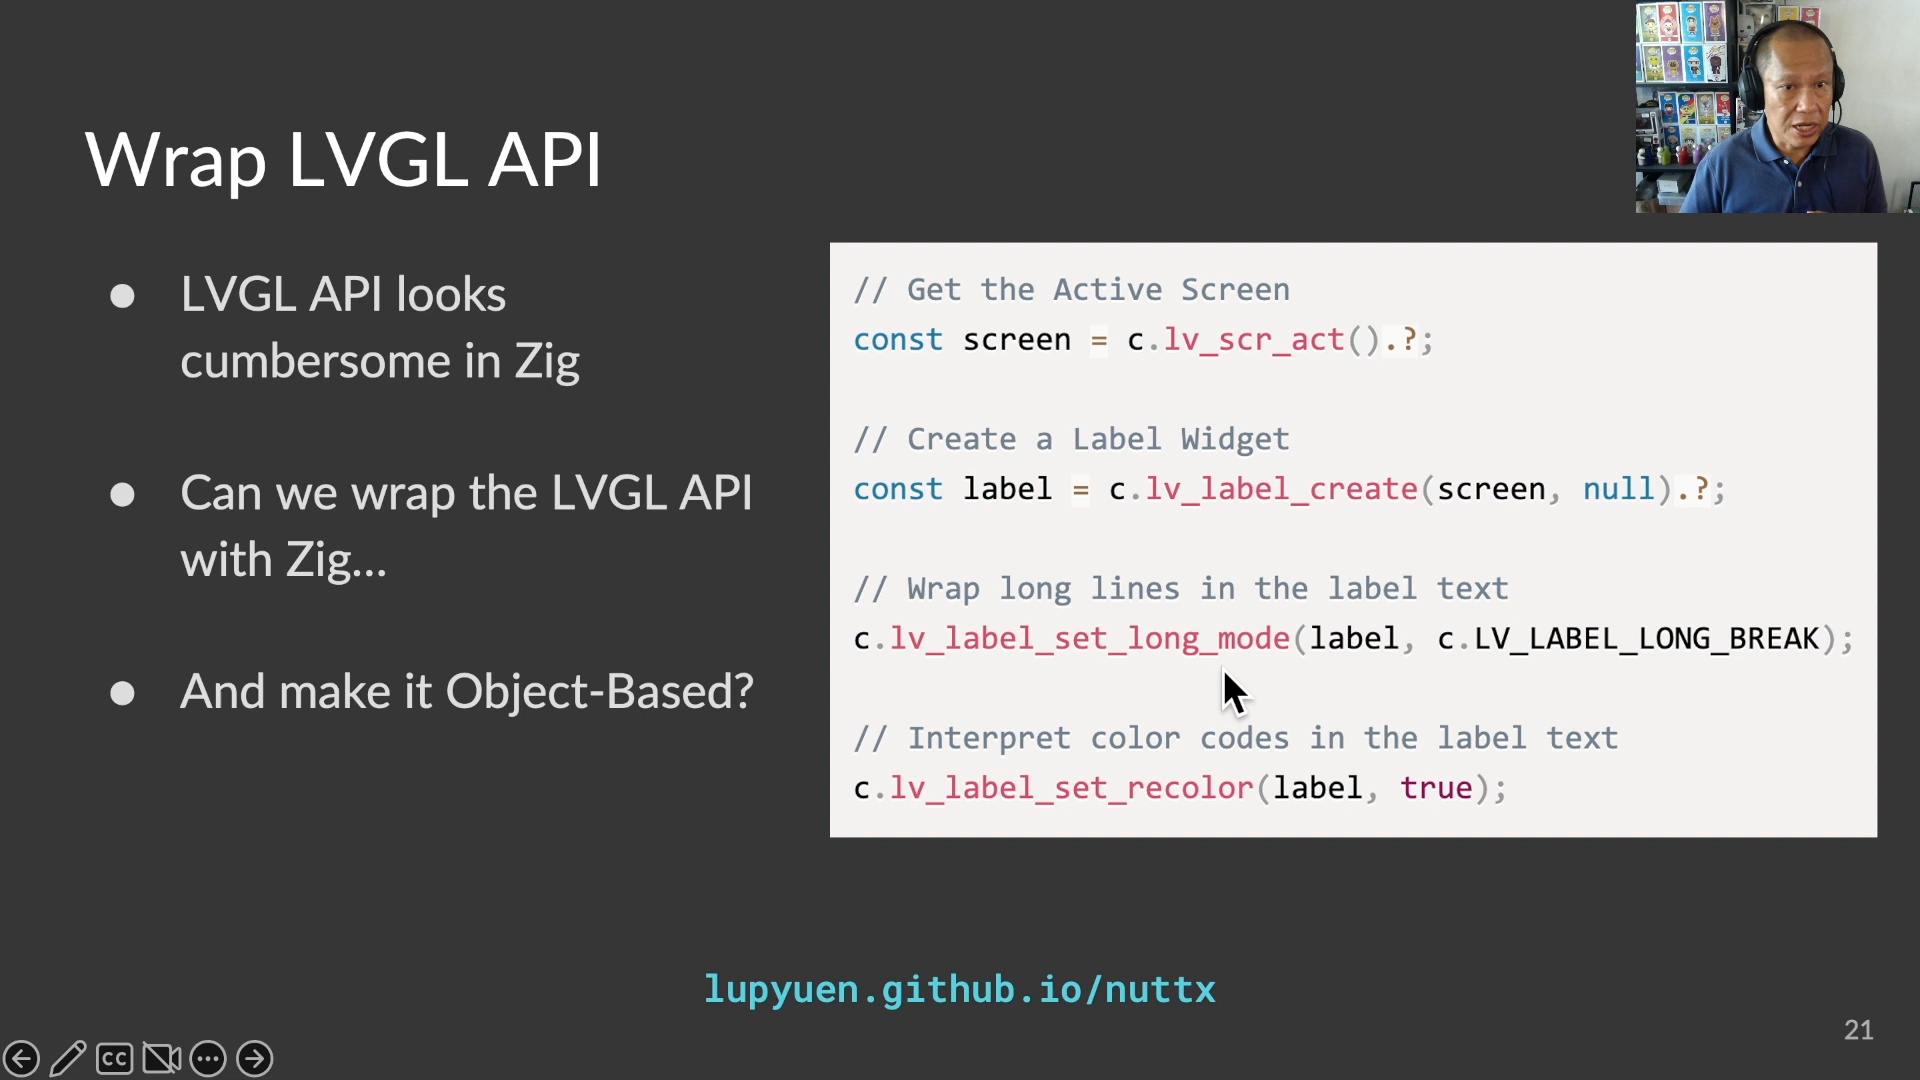 Wrap LVGL API
● LVGL API looks
cumbersome in Zig
● Can we wrap the LVGL API
with Zig...
● And make it Object-Based?
// Get the Active Screen
const screen = c.lv_scr_act().?;
// Create a Label Widget
const label = c.lv_label_create(screen, null).?;
// Wrap long lines in the label text
c.lv_label_set_long_mode(label, c.LV_LABEL_LONG_BREAK);
// Interpret color codes in the label text
c.lv_label_set_recolor(label, true);
lupyuen.github.io/nuttx
21
CC